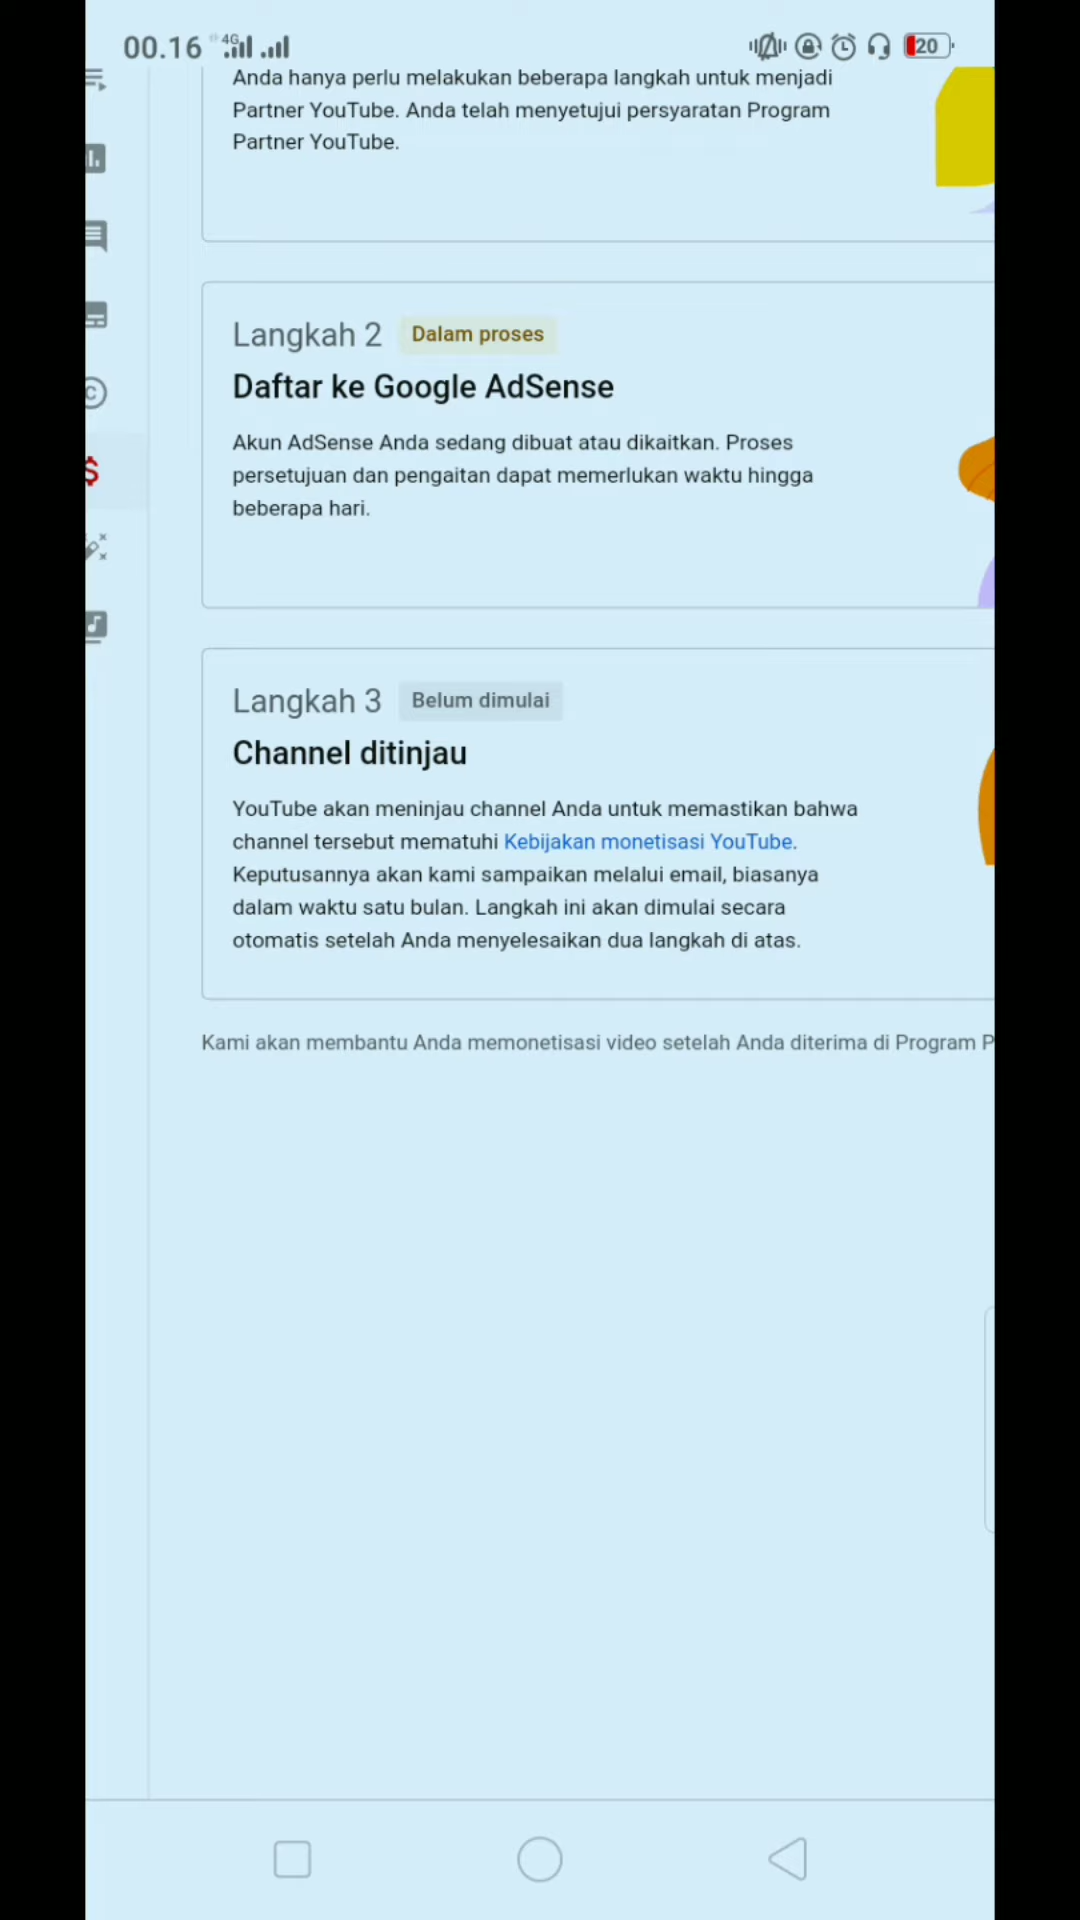 00.16 4G 20
Anda hanya perlu melakukan beberapa langkah untuk menjadi
Partner YouTube. Anda telah menyetujui persyaratan Program
Partner YouTube.
Langkah 2 Dalam proses
Daftar ke Google AdSense
Akun AdSense Anda sedang dibuat atau dikaitkan. Proses
persetujuan dan pengaitan dapat memerlukan waktu hingga
beberapa hari.
Langkah 3 Belum dimulai
Channel ditinjau
YouTube akan meninjau channel Anda untuk memastikan bahwa
channel tersebut mematuhi Kebijakan monetisasi YouTube.
Keputusannya akan kami sampaikan melalui email, biasanya
dalam waktu satu bulan. Langkah ini akan dimulai secara
otomatis setelah Anda menyelesaikan dua langkah di atas.
Kami akan membantu Anda memonetisasi video setelah Anda diterima di Program P